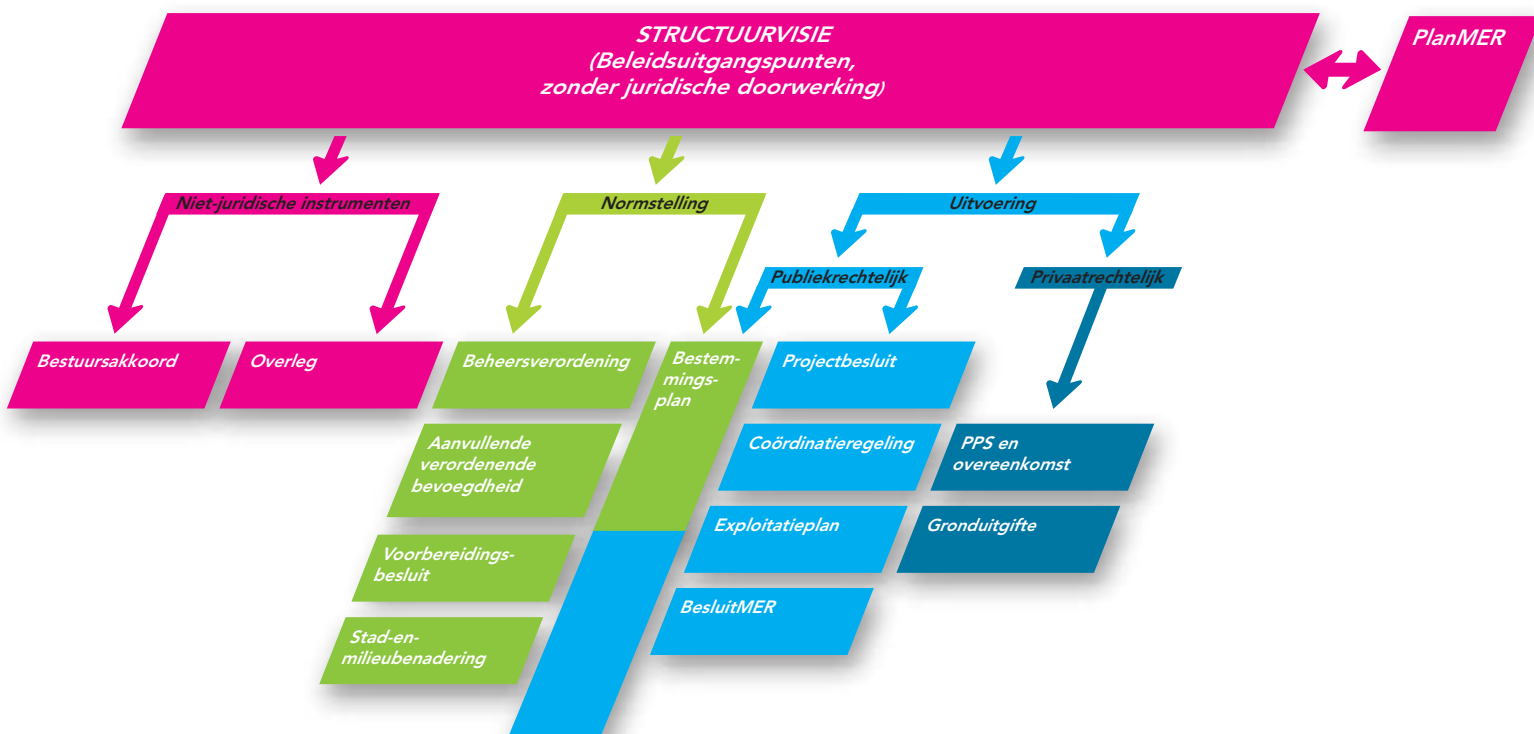 STRUCTUURVISIE
(Beleidsuitgangspunten,
zonder juridische doorwerking)
PlanMER
Niet-juridische instrumenten
Normstelling
Uitvoering
Publiekrechtelijk
Privaatrechtelijk
Bestuursakkoord
Overleg
Beheersverordening
Bestem-
mings-
plan
Projectbesluit
Aanvullende
verordenende
bevoegdheid
Coördinatieregeling
PPS en
overeenkomst
Voorbereidings-
besluit
Exploitatieplan
Gronduitgifte
Stad-en-
milieubenadering
BesluitMER